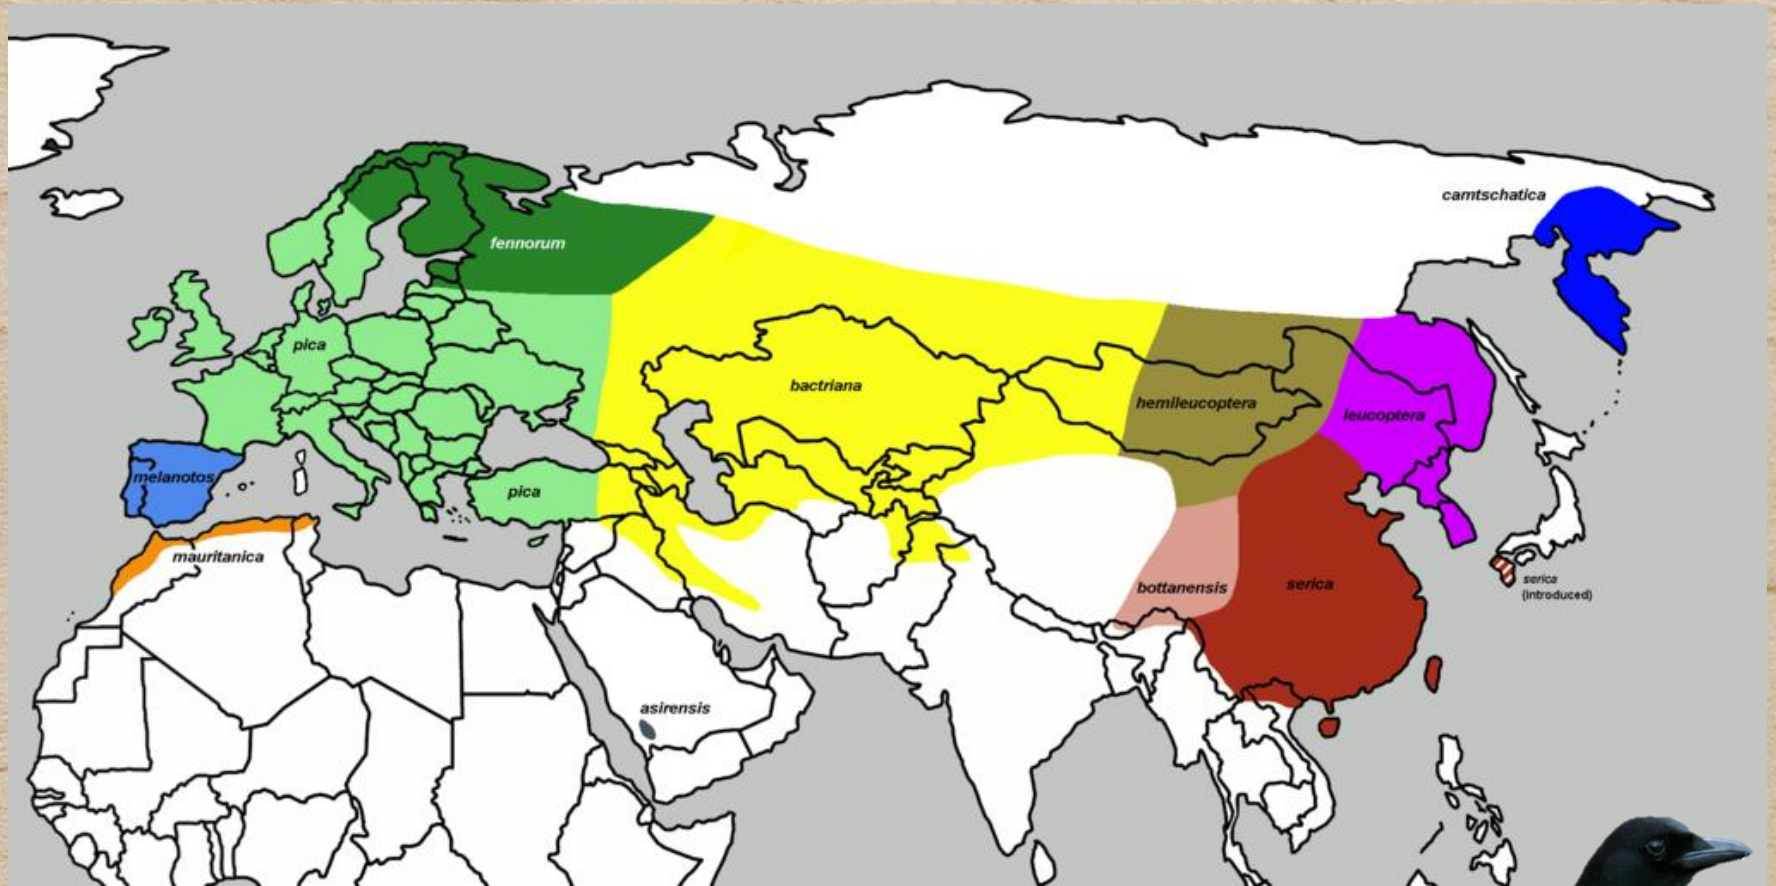 camtschatica
fennorum
pica
bactriana
hemileucoptera
leucoptera
melanotos
pica
mauritanica
bottanensis
serica
serica
(introduced)
asirensis